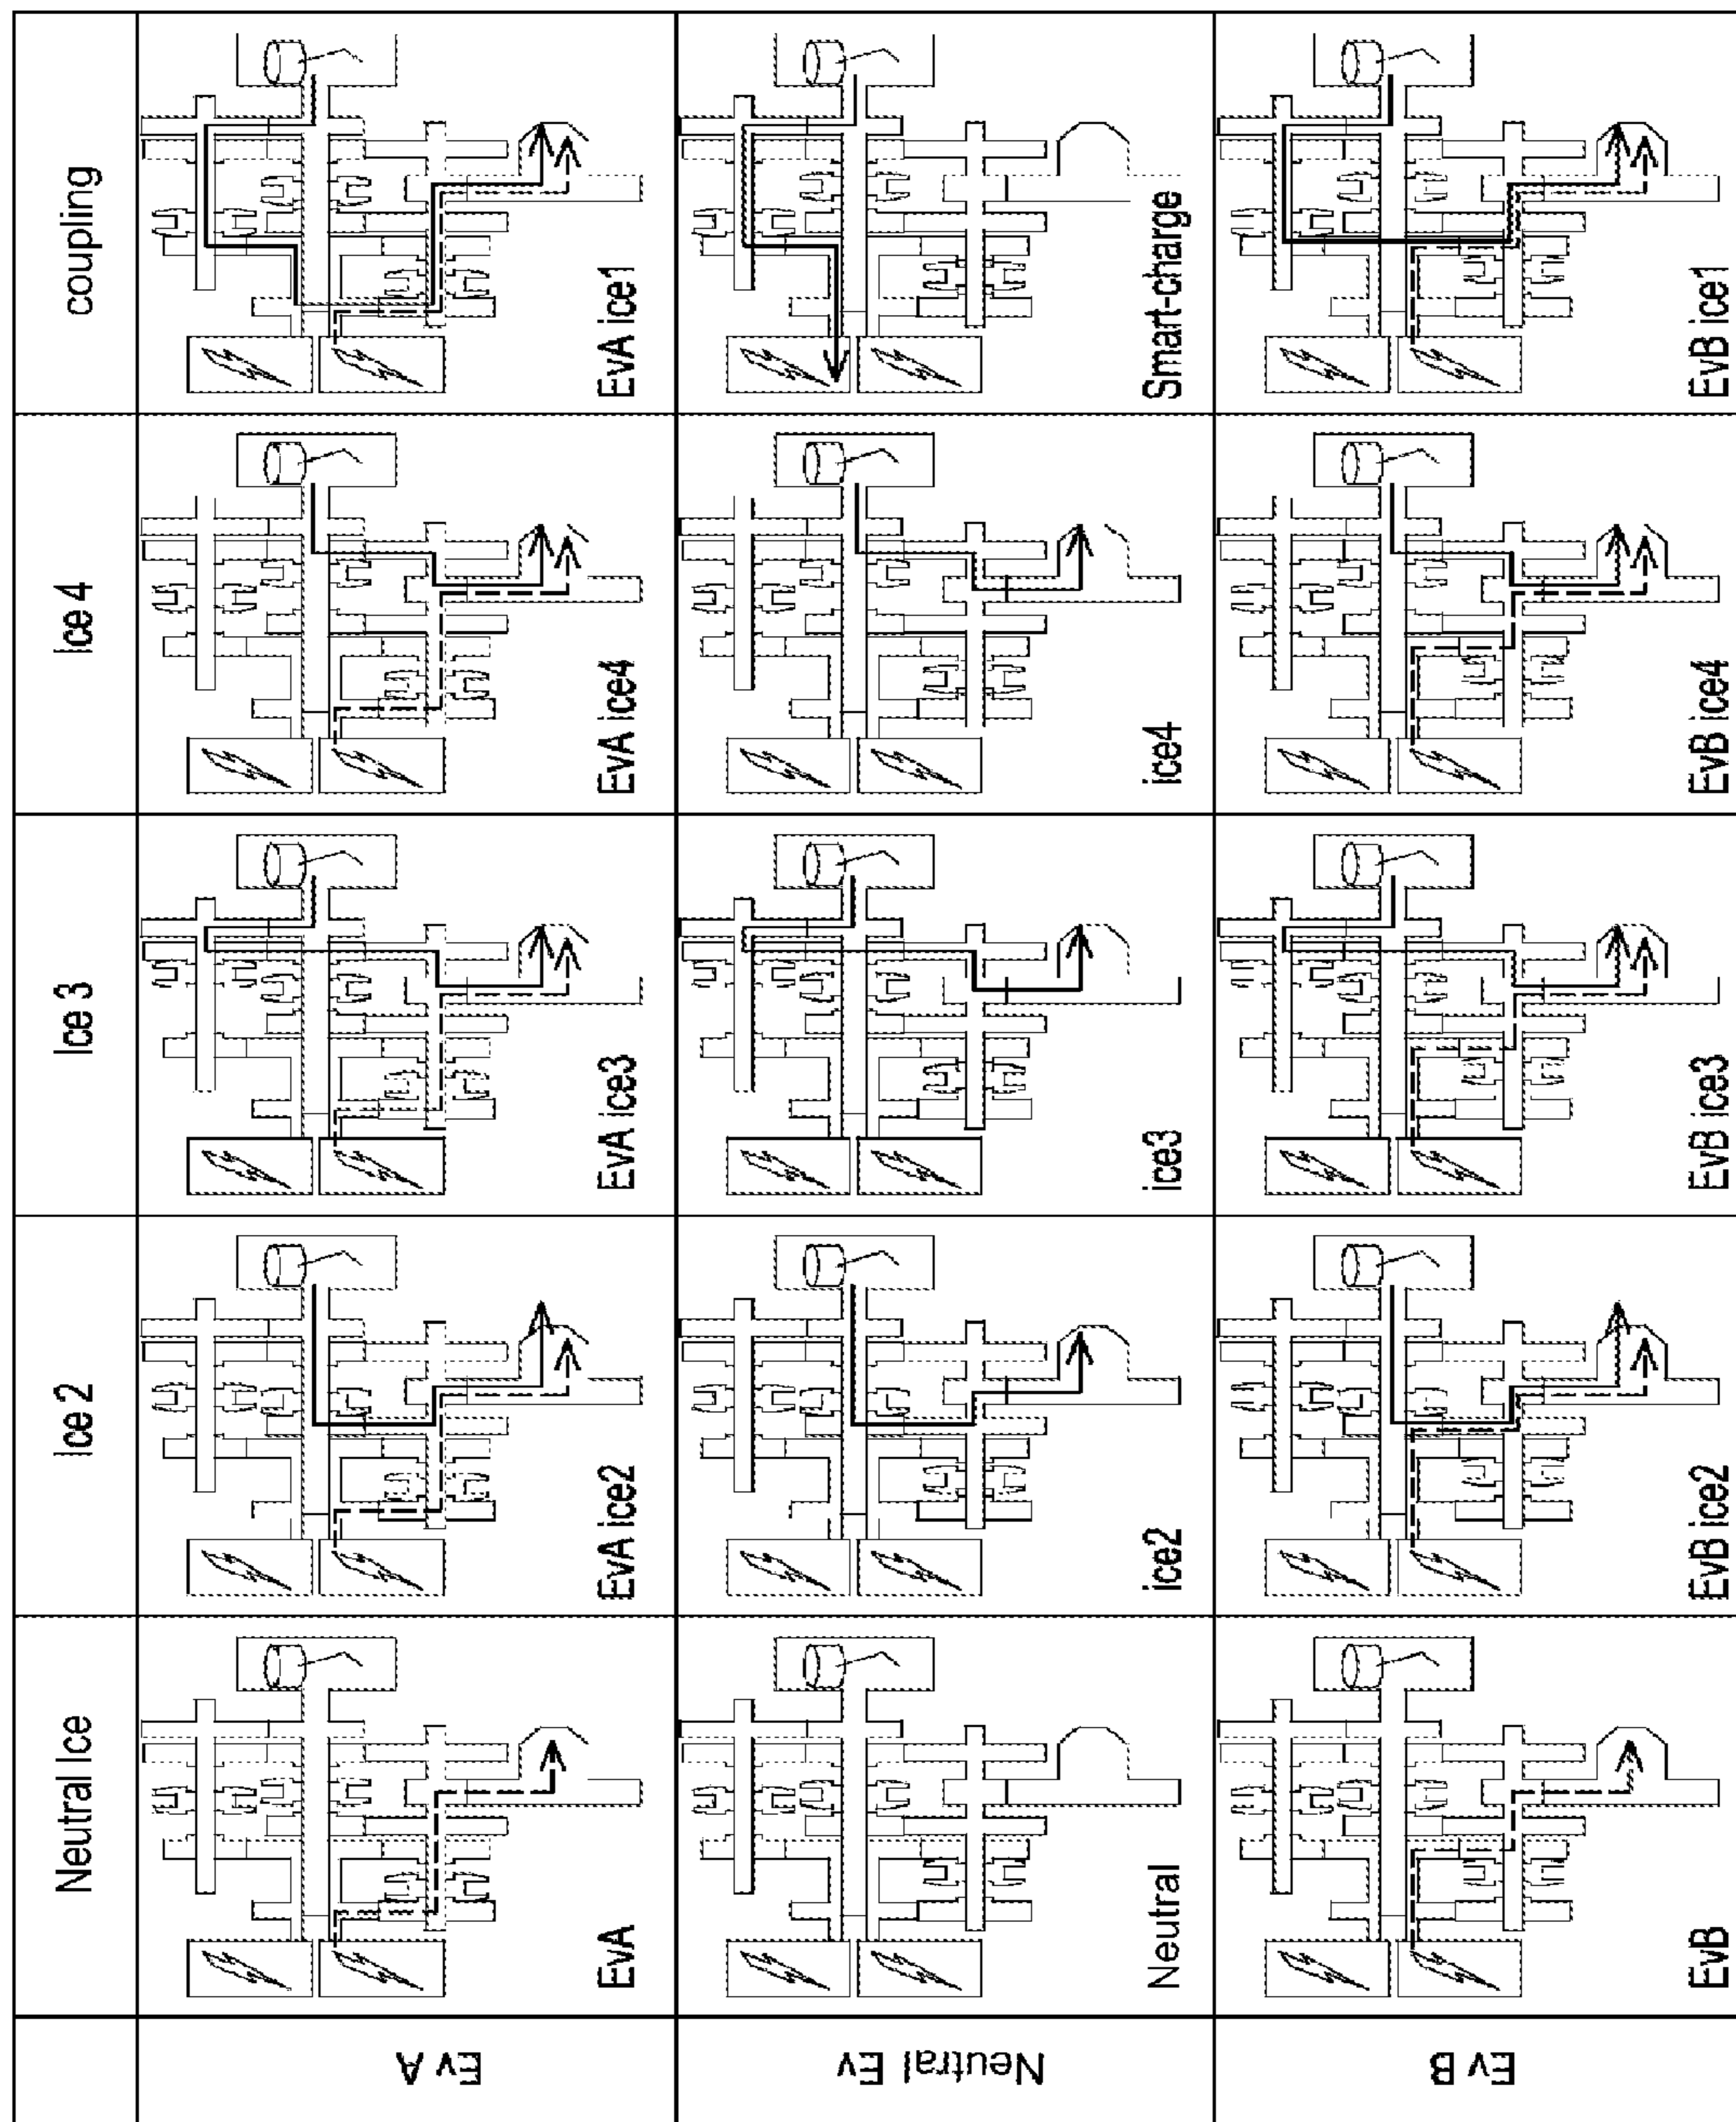 Neutral Ice
Ice 2
Ice 3
Ice 4
coupling
Ev A
EvA
EvA ice2
EvA ice3
EvA ice4
EvA ice1
Neutral Ev
Neutral
ice2
ice3
ice4
Smart-charge
Ev B
EvB
EvB ice2
EvB ice3
EvB ice4
EvB ice1